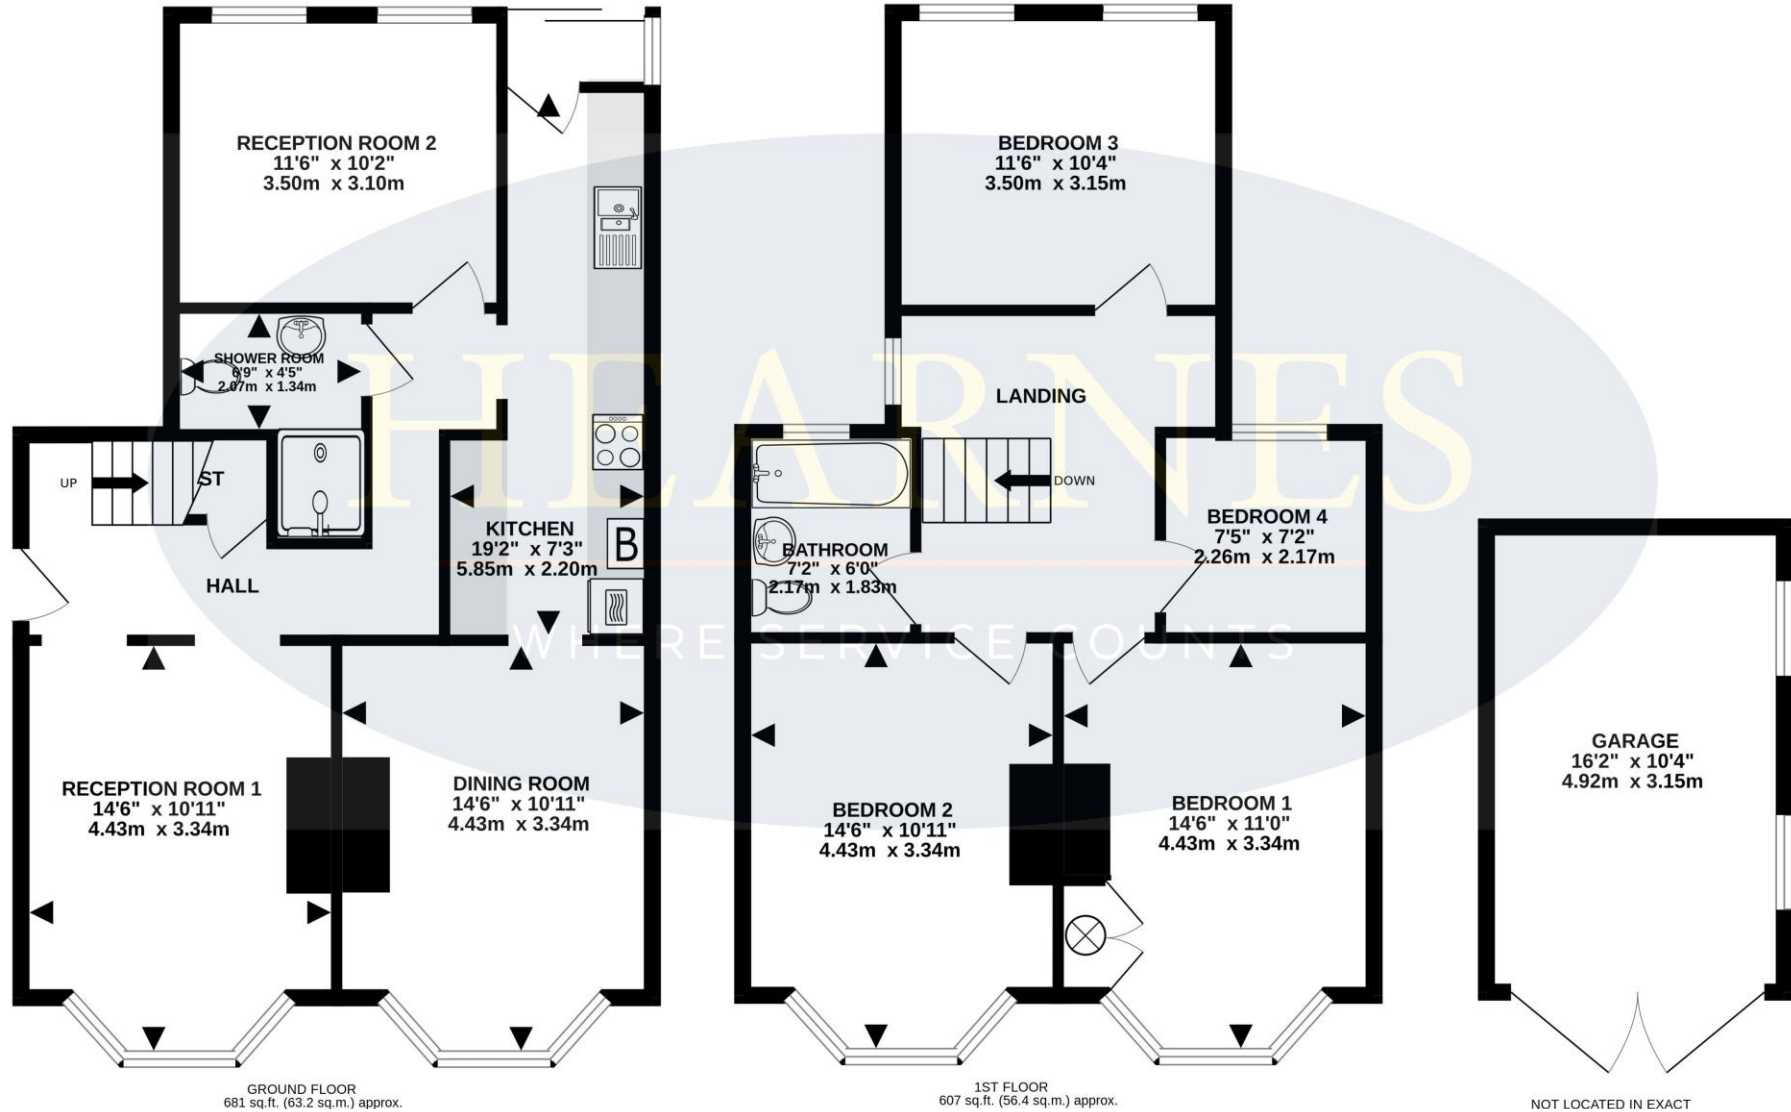 RECEPTION ROOM 2
11'6" x 10'2"
3.50m x 3.10m
SHOWER ROOM
6'9" x 4'5"
2.07m x 1.34m
UP
ST
HALL
KITCHEN
19'2" x 7'3"
5.85m x 2.20m
B
RECEPTION ROOM 1
14'6" x 10'11"
4.43m x 3.34m
DINING ROOM
14'6" x 10'11"
4.43m x 3.34m
GROUND FLOOR
681 sq.ft. (63.2 sq.m.) approx.
BEDROOM 3
11'6" x 10'4"
3.50m x 3.15m
LANDING
DOWN
BATHROOM
7'2" x 6'0"
2.17m x 1.83m
BEDROOM 4
7'5" x 7'2"
2.26m x 2.17m
BEDROOM 2
14'6" x 10'11"
4.43m x 3.34m
BEDROOM 1
14'6" x 11'0"
4.43m x 3.34m
1ST FLOOR
607 sq.ft. (56.4 sq.m.) approx.
GARAGE
16'2" x 10'4"
4.92m x 3.15m
NOT LOCATED IN EXACT
HEARNES
WHERE SERVICE COUNTS